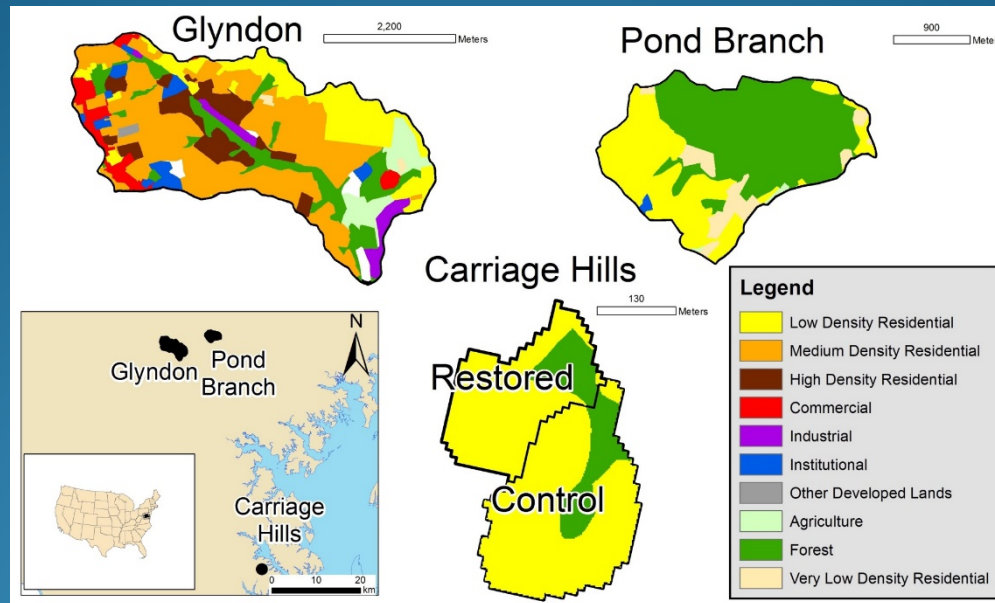 Glyndon
2,200
Meters
Pond Branch
900
Meters
Carriage Hills
130
Meters
Restored
Control
N
Glyndon
Pond
Branch
Carriage
Hills
0 10 20
km
Legend
Low Density Residential
Medium Density Residential
High Density Residential
Commercial
Industrial
Institutional
Other Developed Lands
Agriculture
Forest
Very Low Density Residential